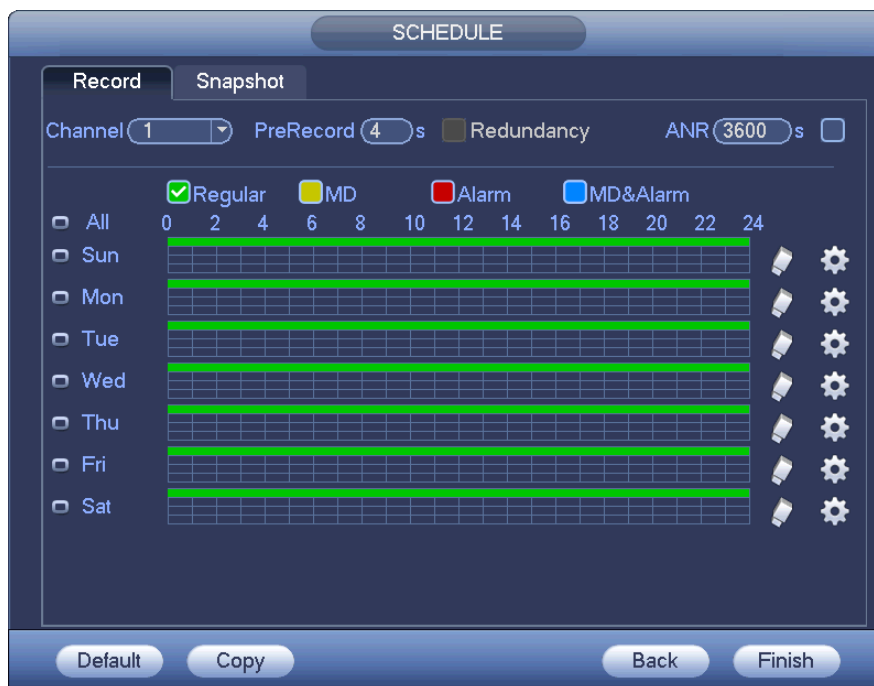 SCHEDULE
Record Snapshot
Channel 1 PreRecord 4 s Redundancy ANR 3600 s
Regular MD Alarm MD&Alarm
All 0 2 4 6 8 10 12 14 16 18 20 22 24
Sun
Mon
Tue
Wed
Thu
Fri
Sat
Default Copy Back Finish